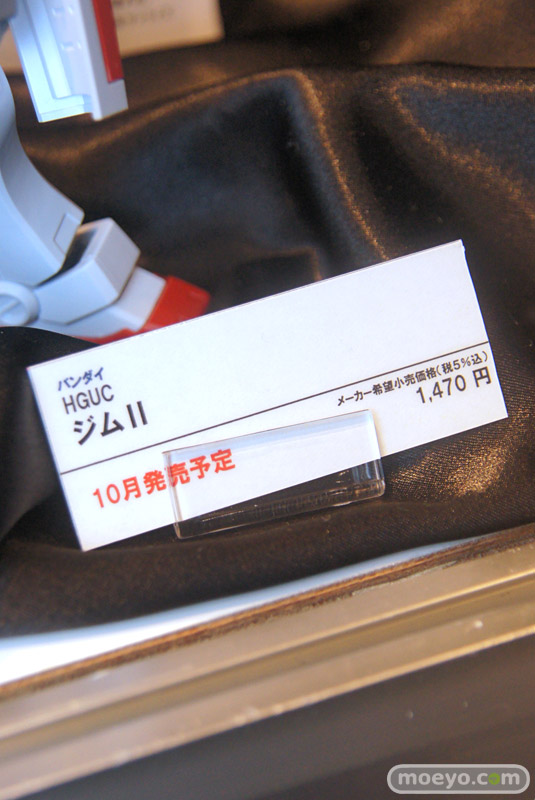 バンダイ
HGUC
ジムII
メーカー希望小売価格(税5%込)
1,470 円
10月発売予定
moeyo.com